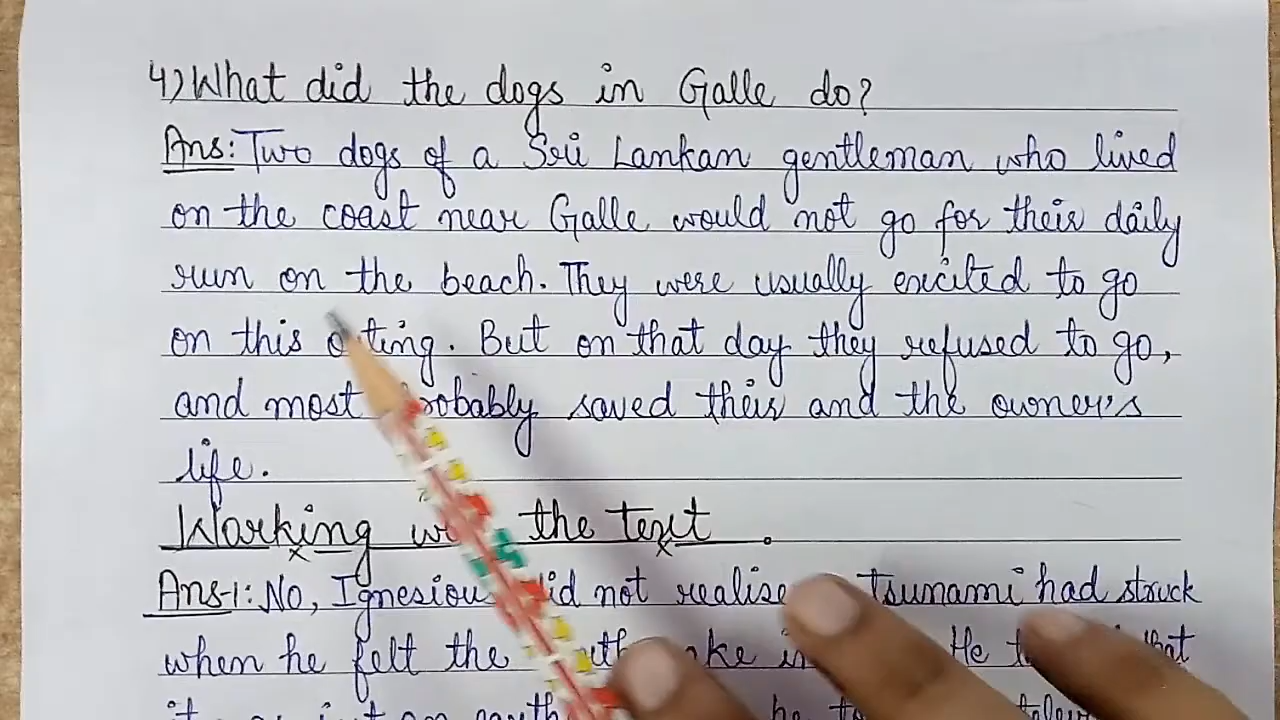 4) What did the dogs in Galle do?
Ans: Two dogs of a Sri Lankan gentleman who lived
on the coast near Galle would not go for their daily
run on the beach. They were usually excited to go
on this outing. But on that day they refused to go,
and most probably saved their and the owner's
life.
Working the text.
Ans-1: No, Ignesious did not realise Tsunami had struck
when he felt the He